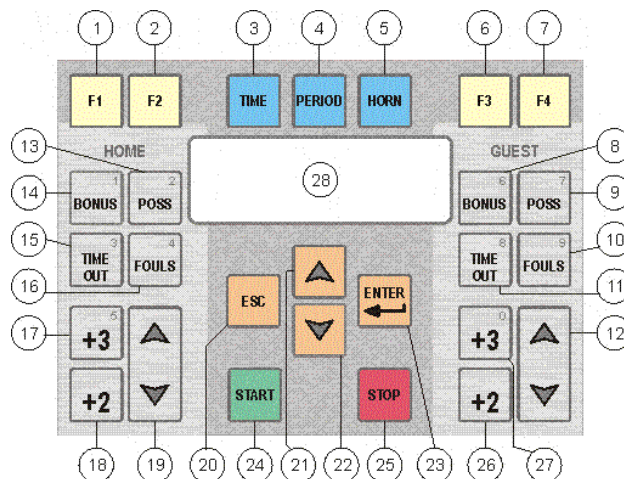 1 2 3 4 5 6 7
F1 F2 TIME PERIOD HORN F3 F4
13 HOME GUEST 8
14 1 BONUS 2 POSS 28 6 BONUS 7 POSS 9
15 3 TIME OUT 4 FOULS 8 TIME OUT 9 FOULS 10
16 ESC ENTER 11
17 5 +3 0 +3 12
+2 START STOP +2
18 19 20 24 21 22 25 23 26 27